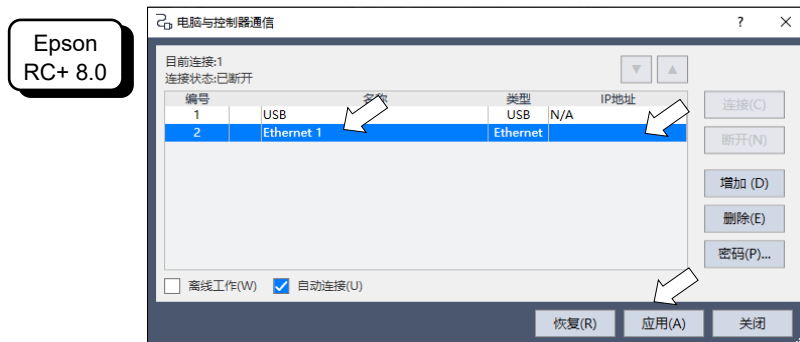 Epson
RC+ 8.0
电脑与控制器通信
目前连接:1
连接状态:已断开
编号 名称 类型 IP地址
1 USB USB N/A
2 Ethernet 1 Ethernet
连接(C)
断开(N)
增加 (D)
删除(E)
密码(P)...
离线工作(W) 自动连接(U)
恢复(R) 应用(A) 关闭